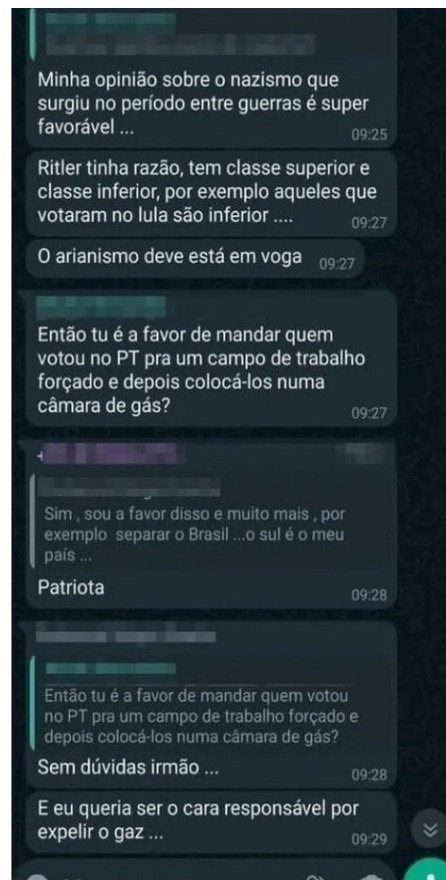 Minha opinião sobre o nazismo que
surgiu no período entre guerras é super
favorável ...
09:25
Ritler tinha razão, tem classe superior e
classe inferior, por exemplo aqueles que
votaram no lula são inferior ....
09:27
O arianismo deve está em voga
09:27
Então tu é a favor de mandar quem
votou no PT pra um campo de trabalho
forçado e depois colocá-los numa
câmara de gás?
09:27
Sim , sou a favor disso e muito mais , por
exemplo separar o Brasil ...o sul é o meu
país ...
Patriota
09:28
Então tu é a favor de mandar quem votou
no PT pra um campo de trabalho forçado e
depois colocá-los numa câmara de gás?
Sem dúvidas irmão ...
09:28
E eu queria ser o cara responsável por
expelir o gaz ...
09:29